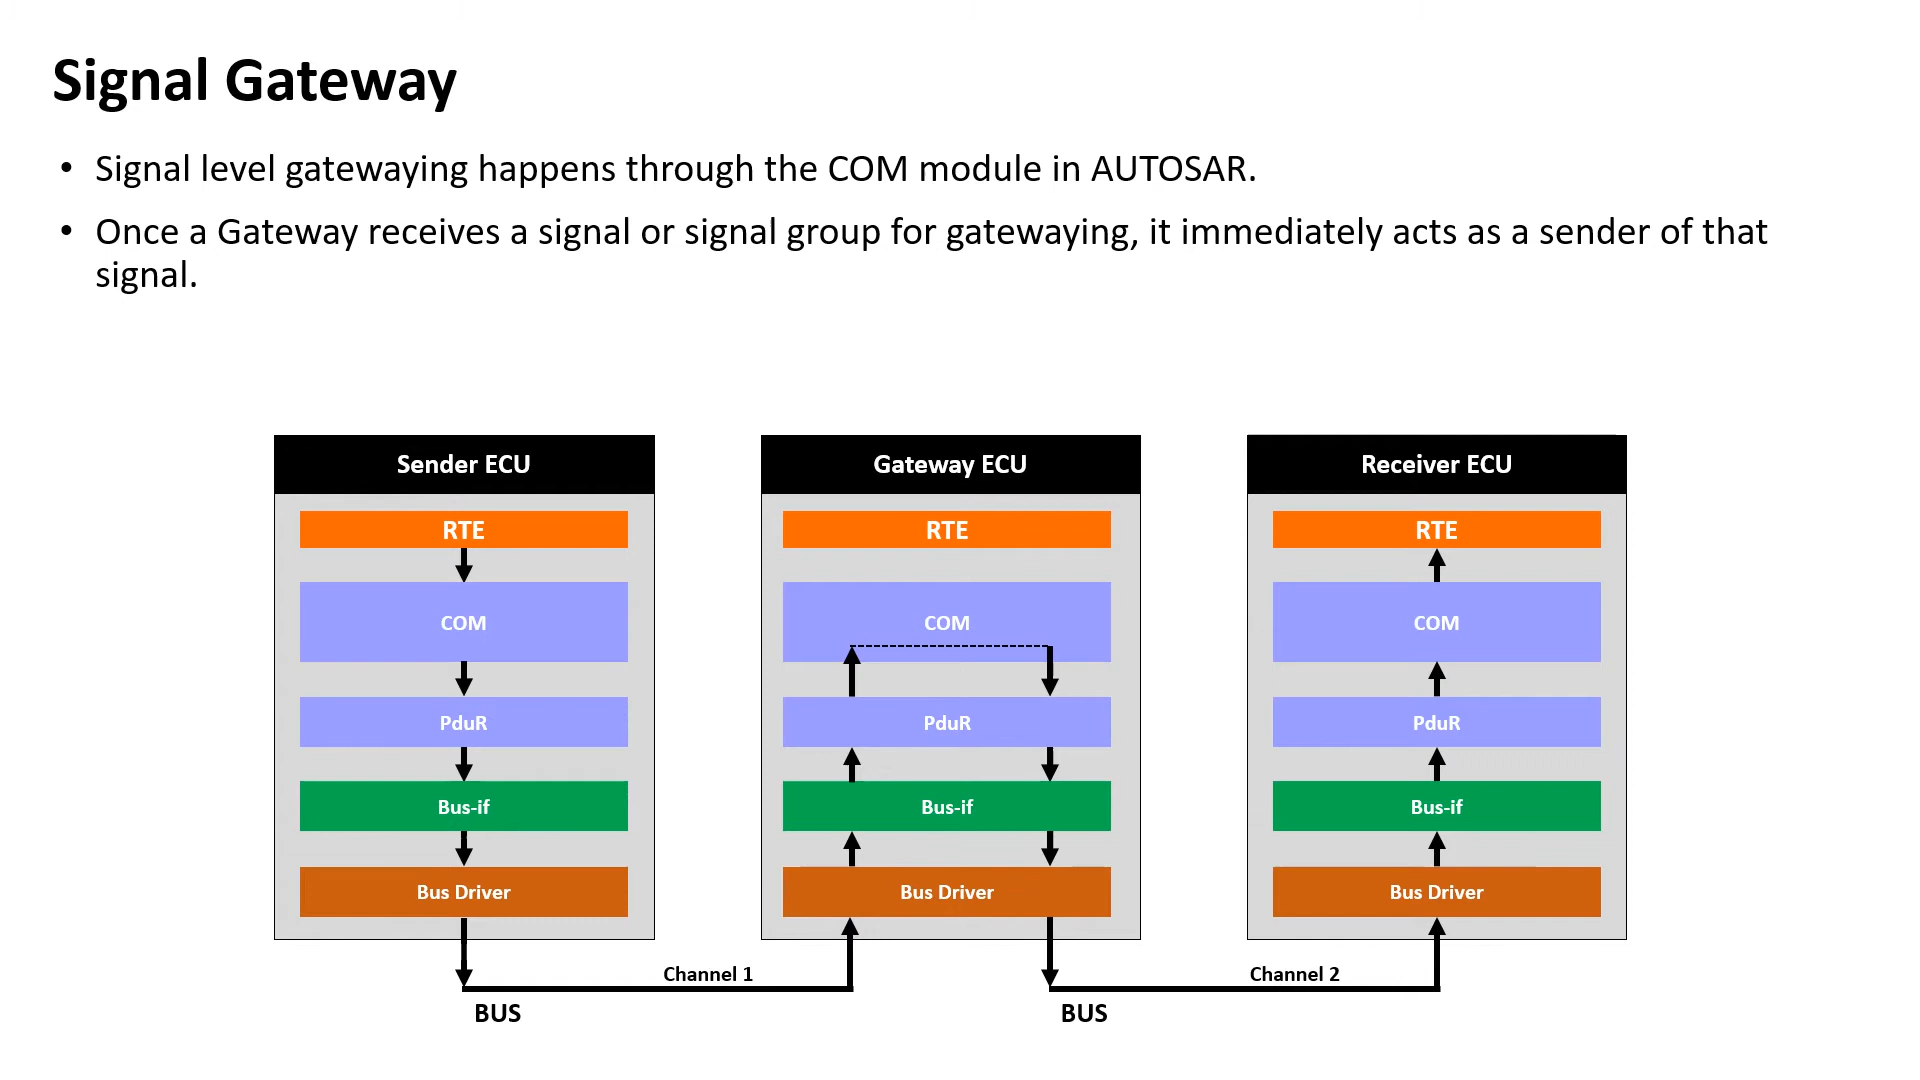 Signal Gateway
• Signal level gatewaying happens through the COM module in AUTOSAR.
• Once a Gateway receives a signal or signal group for gatewaying, it immediately acts as a sender of that
signal.
Sender ECU
RTE
COM
PduR
Bus-if
Bus Driver
Gateway ECU
RTE
COM
PduR
Bus-if
Bus Driver
Receiver ECU
RTE
COM
PduR
Bus-if
Bus Driver
Channel 1
BUS
Channel 2
BUS